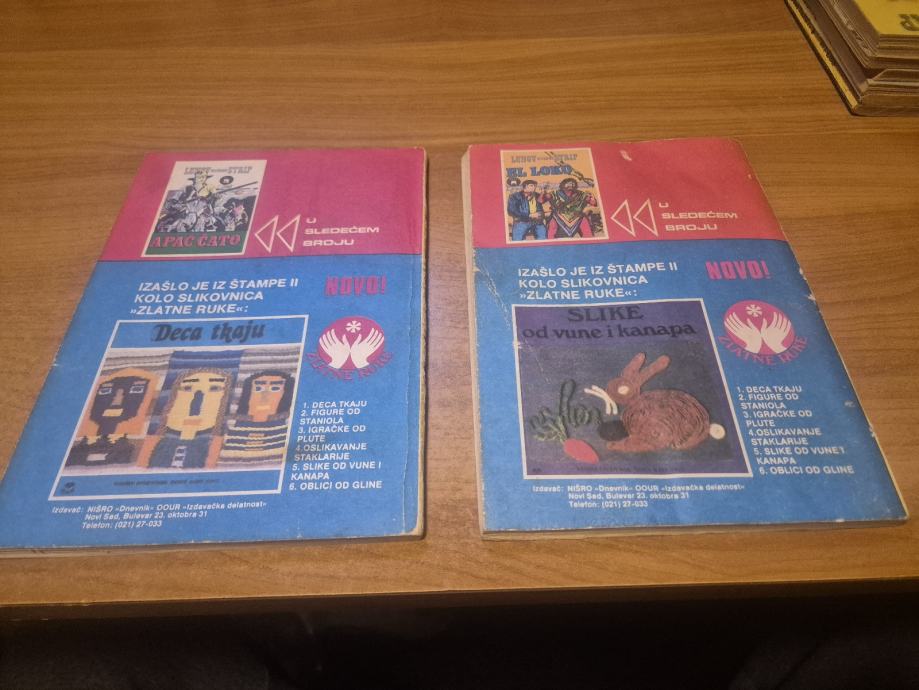 LUNOV MAGNUS STRIP
APAČ ČATO
U
SLEDEĆEM
BROJU
IZAŠLO JE IZ ŠTAMPE II
KOLO SLIKOVNICA
»ZLATNE RUKE«:
NOVO!
Deca tkaju
ZLATNE RUKE
1. DECA TKAJU
2. FIGURE OD
STANIOLA
3. IGRAČKE OD
PLUTE
4.OSLIKAVANJE
STAKLARIJE
5. SLIKE OD VUNE I
KANAPA
6. OBLICI OD GLINE
Izdavač: NIŠRO »Dnevnik« OOUR »Izdavačka delatnost«
Novi Sad, Bulevar 23. oktobra 31
Telefon: (021) 27-033
LUNOV MAGNUS STRIP
EL LOKO
U
SLEDEĆEM
BROJU
IZAŠLO JE IZ ŠTAMPE II
KOLO SLIKOVNICA
»ZLATNE RUKE«:
NOVO!
SLIKE
od vune i kanapa
ZLATNE RUKE
1. DECA TKAJU
2. FIGURE OD
STANIOLA
3. IGRAČKE OD
PLUTE
4.OSLIKAVANJE
STAKLARIJE
5. SLIKE OD VUNE I
KANAPA
6. OBLICI OD GLINE
Izdavač: NIŠRO »Dnevnik« OOUR »Izdavačka delatnost«
Novi Sad, Bulevar 23. oktobra 31
Telefon: (021) 27-033